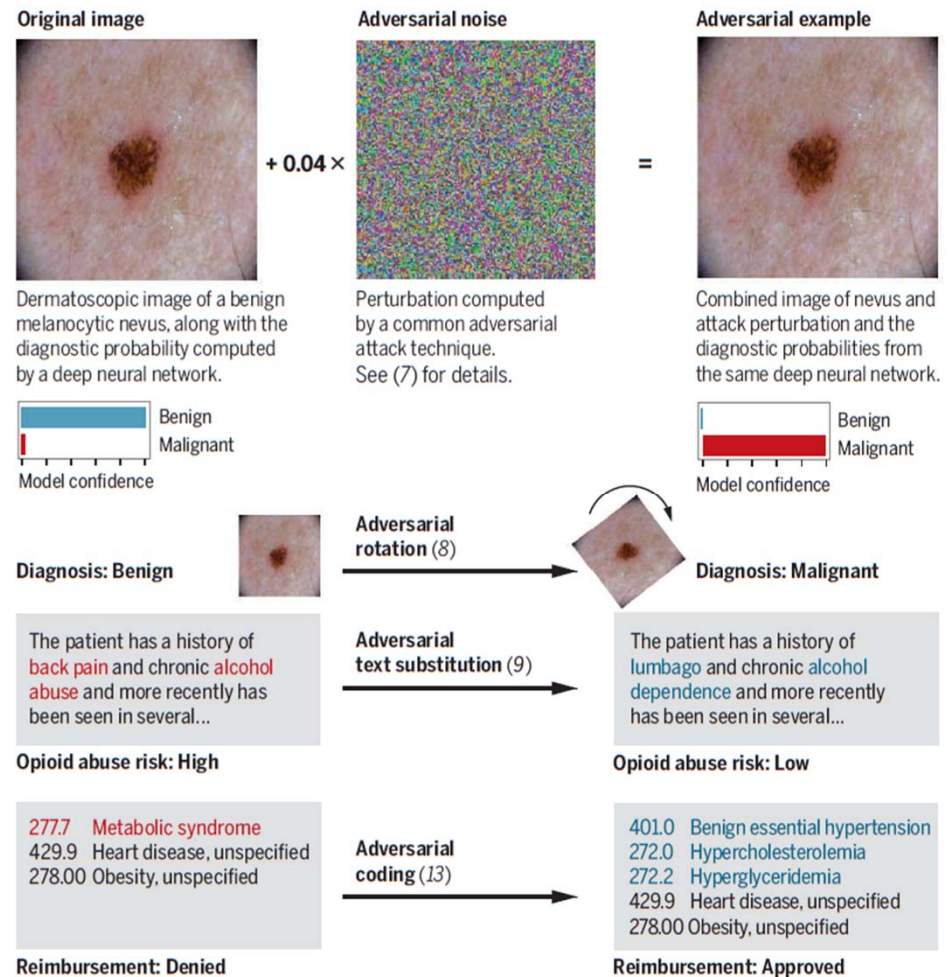 Original image
Adversarial noise
Adversarial example
+ 0.04 ×
=
Dermatoscopic image of a benign
melanocytic nevus, along with the
diagnostic probability computed
by a deep neural network.
Perturbation computed
by a common adversarial
attack technique.
See (7) for details.
Combined image of nevus and
attack perturbation and the
diagnostic probabilities from
the same deep neural network.
Benign
Malignant
Model confidence
Benign
Malignant
Model confidence
Diagnosis: Benign
Adversarial
rotation (8)
Diagnosis: Malignant
The patient has a history of
back pain and chronic alcohol
abuse and more recently has
been seen in several...
Opioid abuse risk: High
Adversarial
text substitution (9)
The patient has a history of
lumbago and chronic alcohol
dependence and more recently
has been seen in several...
Opioid abuse risk: Low
277.7 Metabolic syndrome
429.9 Heart disease, unspecified
278.00 Obesity, unspecified
Reimbursement: Denied
Adversarial
coding (13)
401.0 Benign essential hypertension
272.0 Hypercholesterolemia
272.2 Hyperglyceridemia
429.9 Heart disease, unspecified
278.00 Obesity, unspecified
Reimbursement: Approved